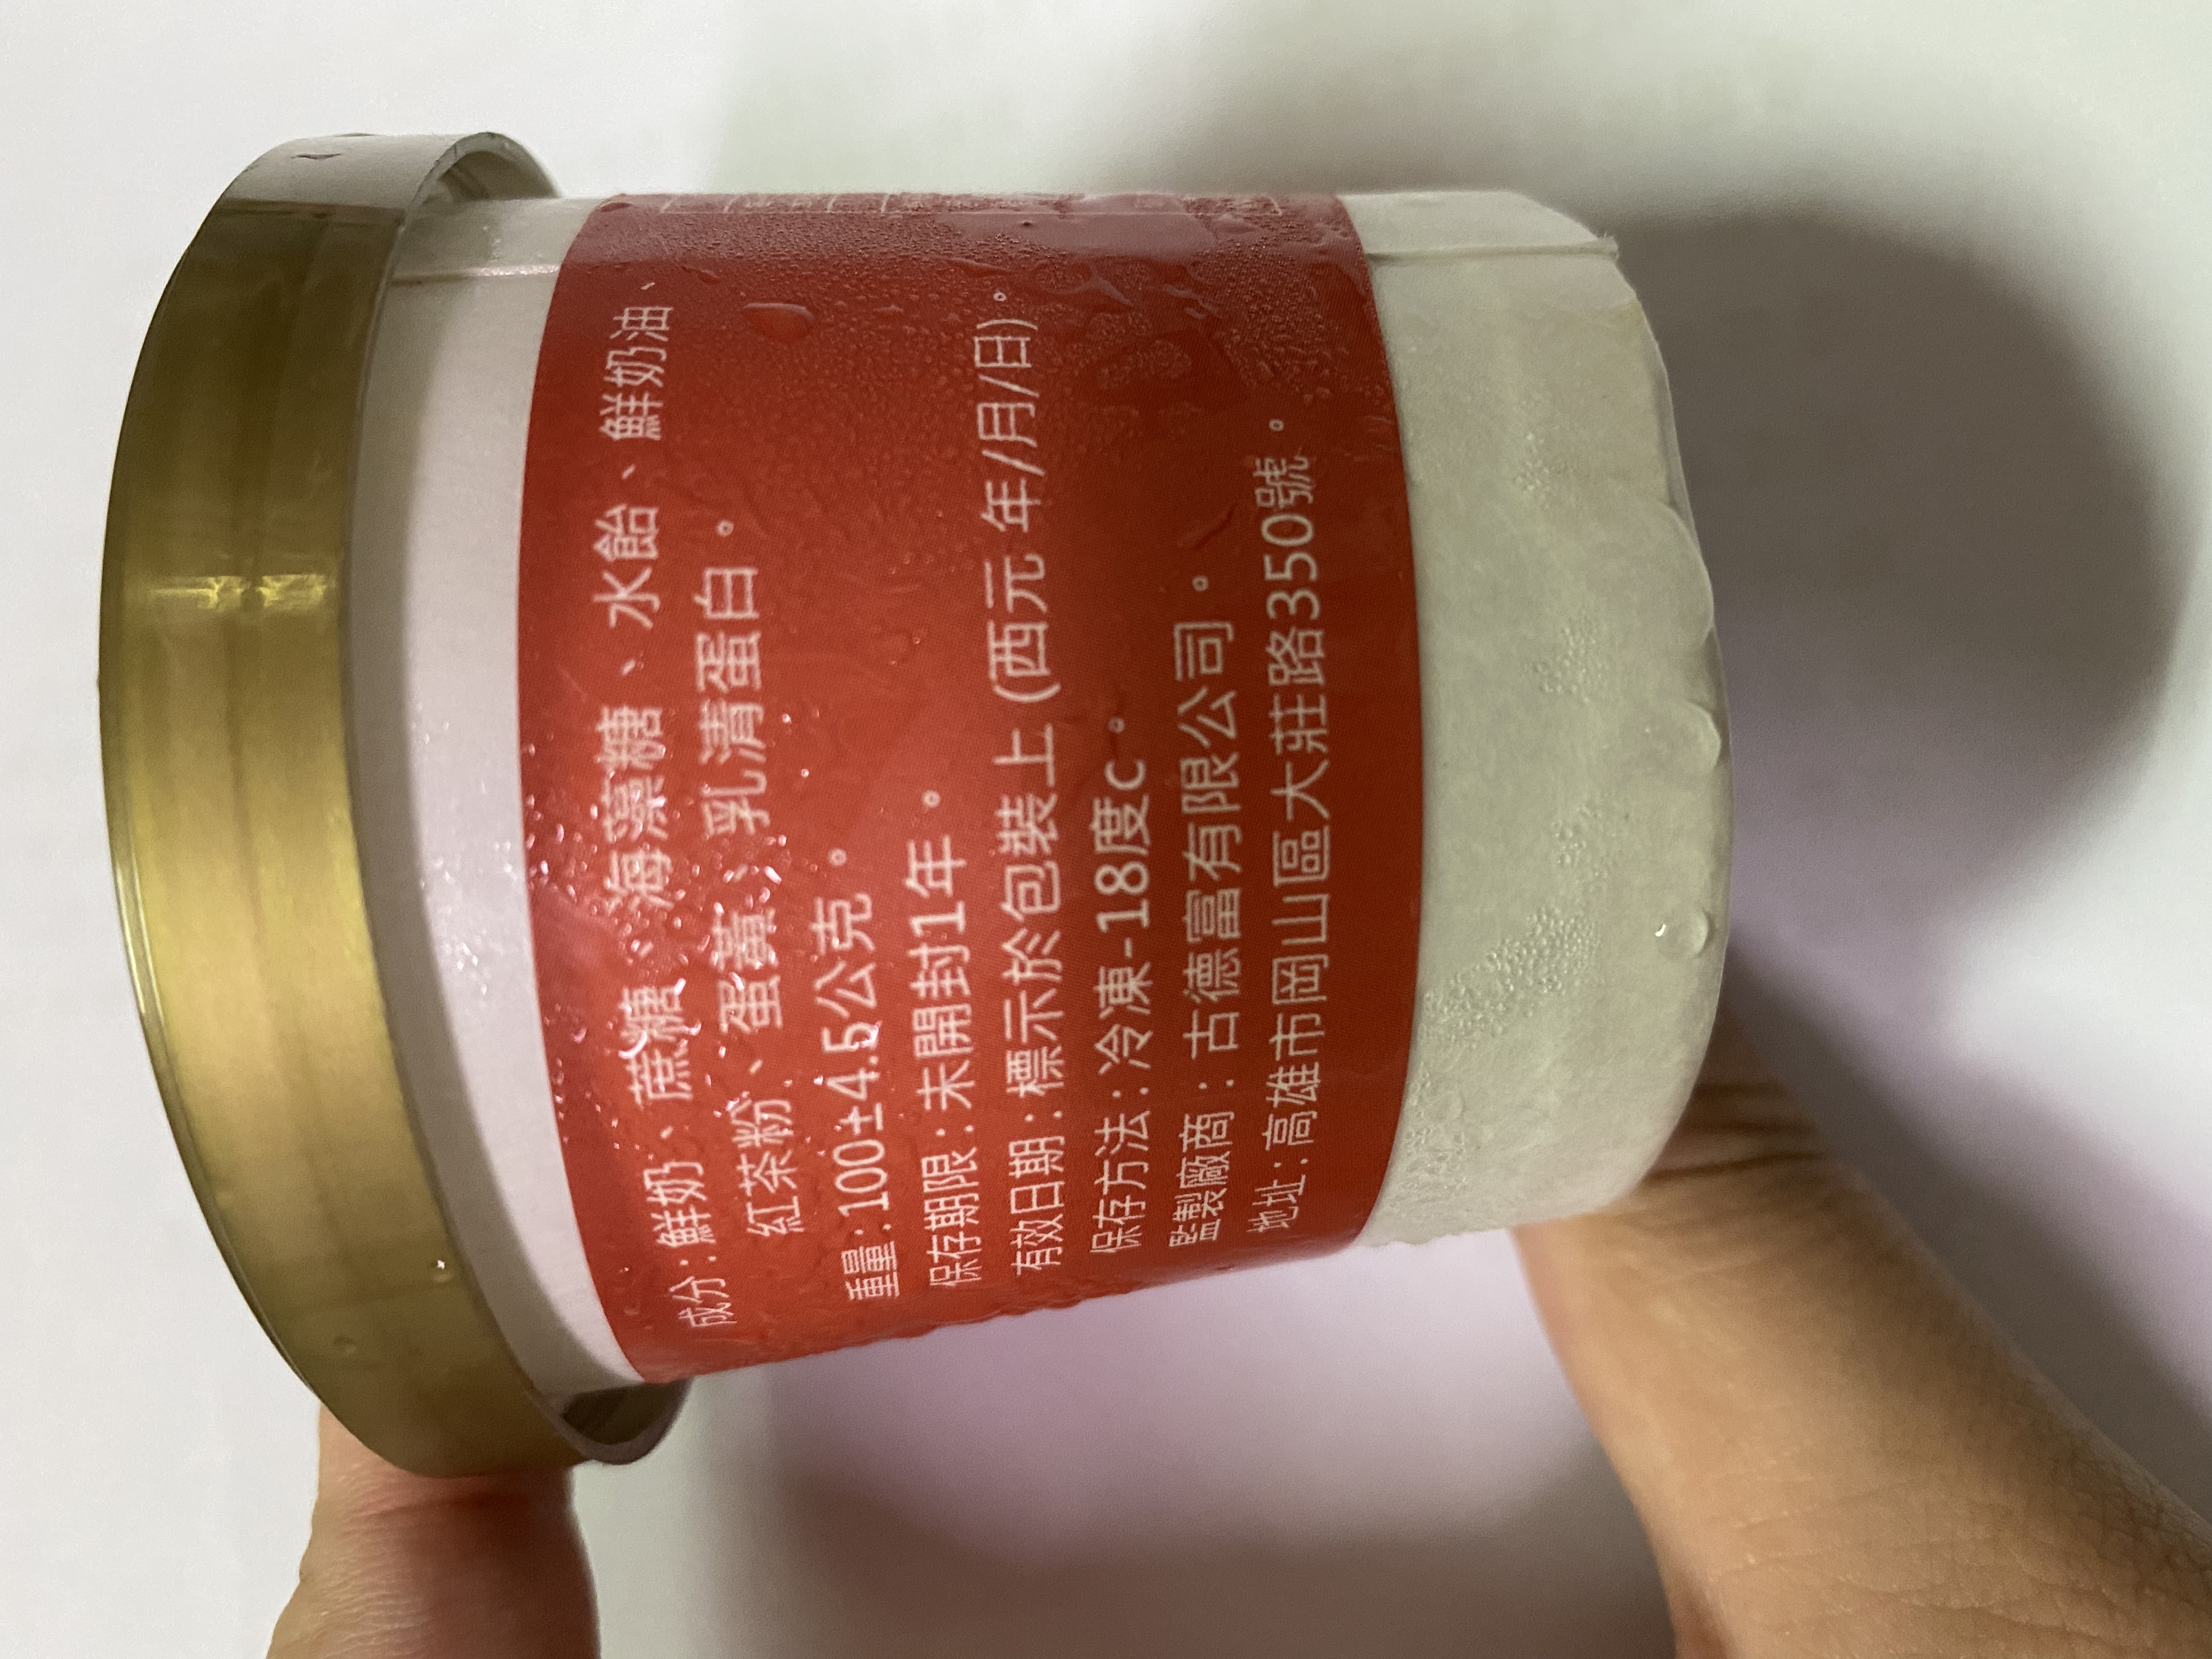 成分:鮮奶、蔗糖、海藻糖、水飴、鮮奶油、
紅茶粉、蛋黃、乳清蛋白。
重量:100±4.5公克。
保存期限:未開封1年。
有效日期:標示於包裝上(西元 年/月/日)。
保存方法:冷凍-18度c。
監製廠商:古德富有限公司。
地址:高雄市岡山區大莊路350號。